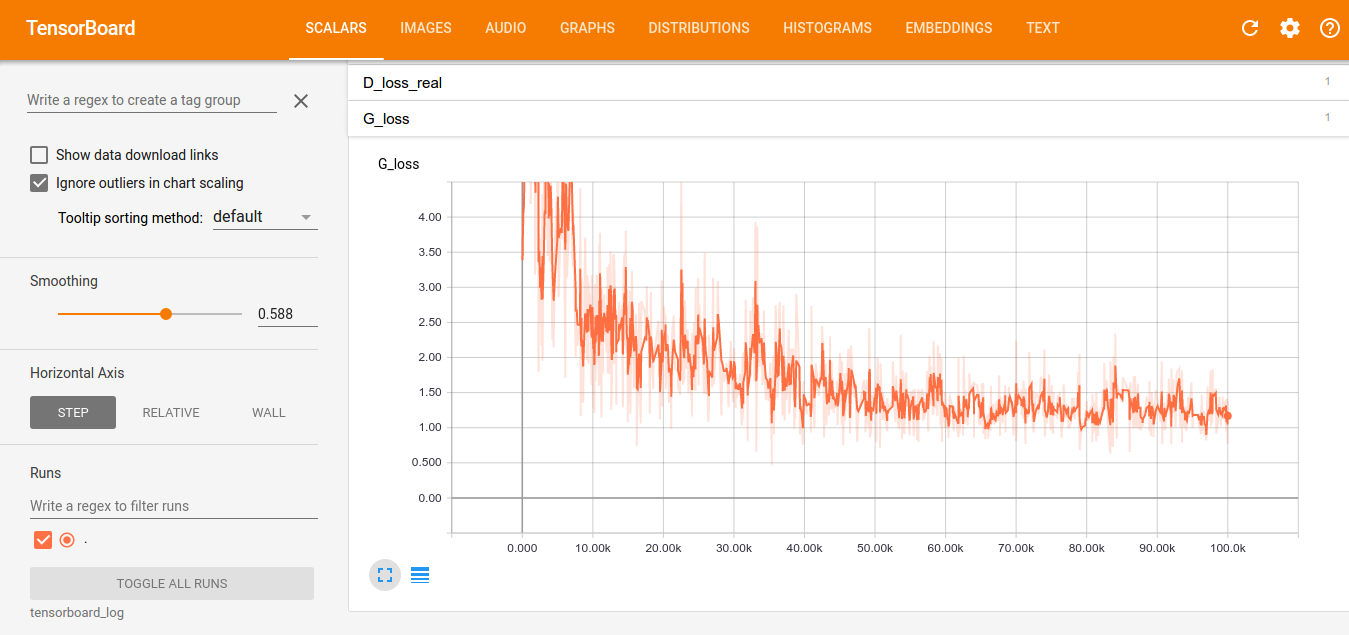 TensorBoard SCALARS IMAGES AUDIO GRAPHS DISTRIBUTIONS HISTOGRAMS EMBEDDINGS TEXT
Write a regex to create a tag group
Show data download links
Ignore outliers in chart scaling
Tooltip sorting method: default
Smoothing
0.588
Horizontal Axis
STEP RELATIVE WALL
Runs
Write a regex to filter runs
.
TOGGLE ALL RUNS
tensorboard_log
D_loss_real 1
G_loss 1
G_loss
4.00
3.50
3.00
2.50
2.00
1.50
1.00
0.500
0.00
0.000 10.00k 20.00k 30.00k 40.00k 50.00k 60.00k 70.00k 80.00k 90.00k 100.0k